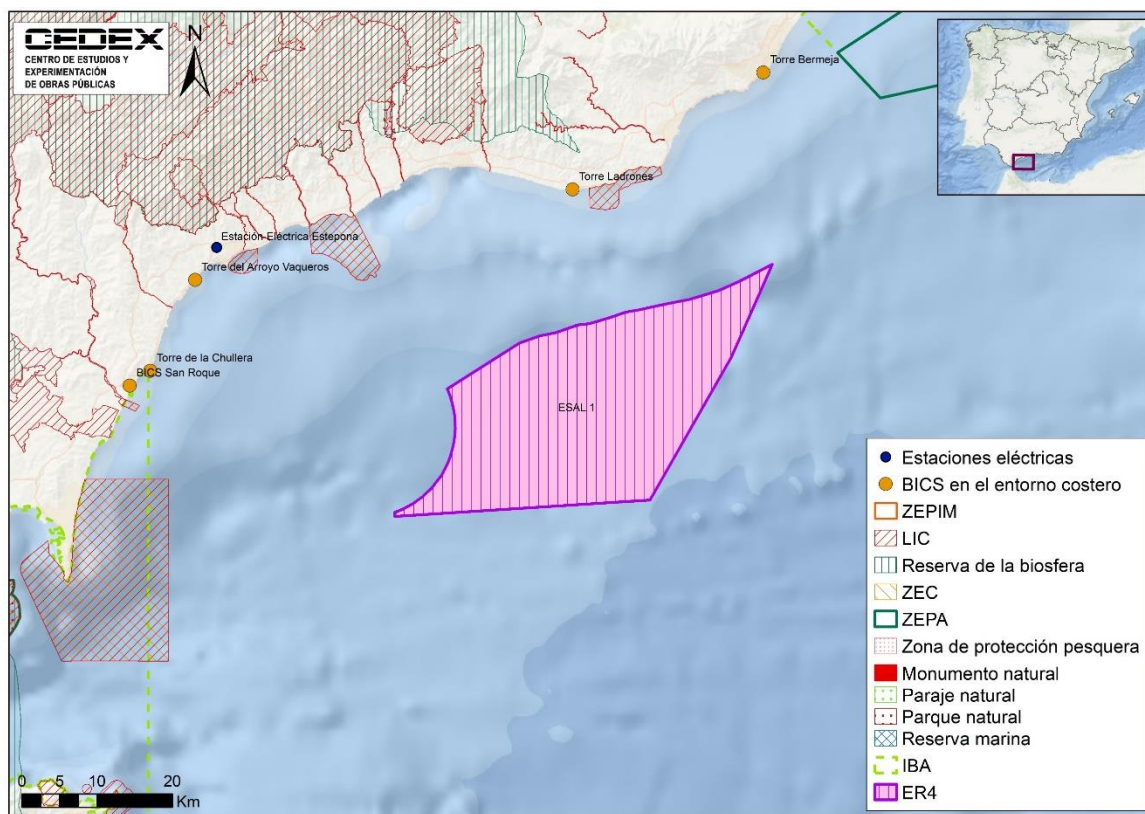 CEDEX
CENTRO DE ESTUDIOS Y
EXPERIMENTACIÓN
DE OBRAS PÚBLICAS
N
Torre Bermeja
Torre Ladrones
Estación Eléctrica Estepona
Torre del Arroyo Vaqueros
Torre de la Chullera
BICS San Roque
ESAL 1
Estaciones eléctricas
BICS en el entorno costero
ZEPIM
LIC
Reserva de la biosfera
ZEC
ZEPA
Zona de protección pesquera
Monumento natural
Paraje natural
Parque natural
Reserva marina
IBA
ER4
0 5 10 20
Km